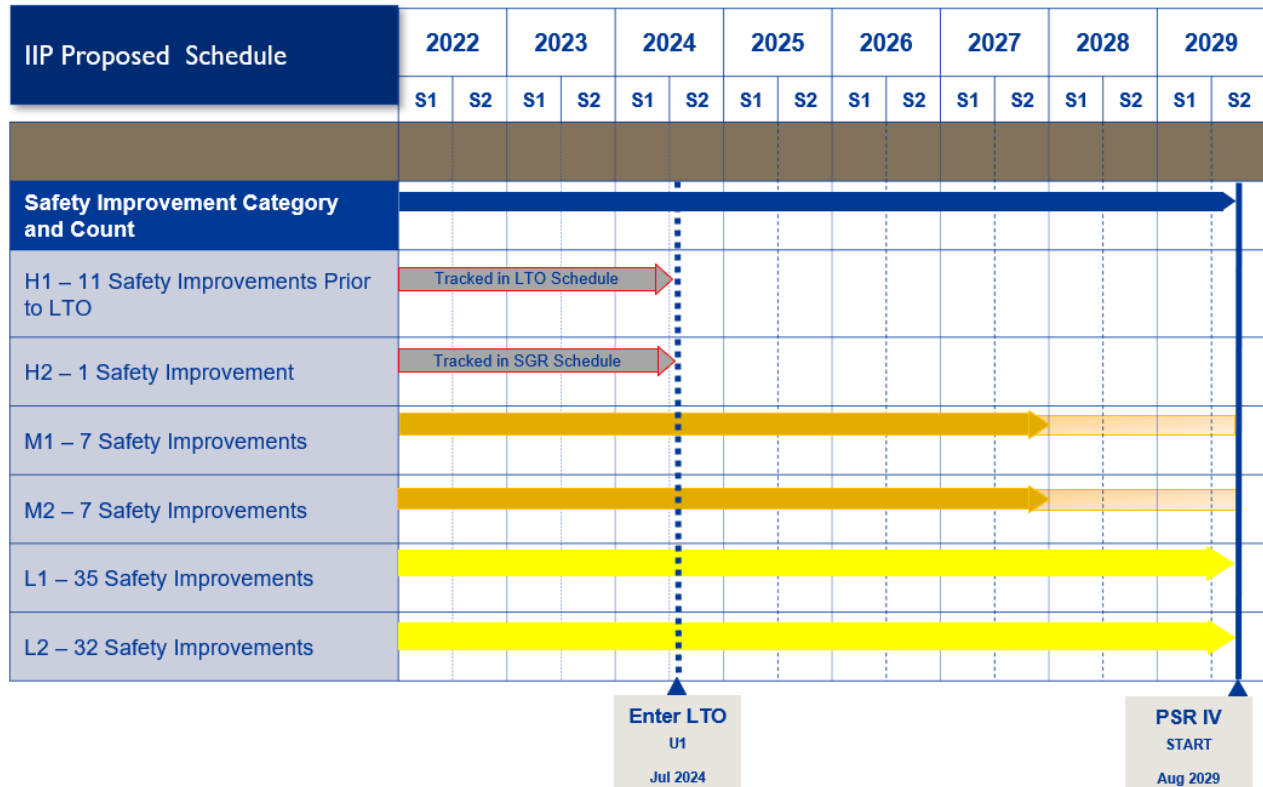 IIP Proposed Schedule
2022 2023 2024 2025 2026 2027 2028 2029
S1 S2 S1 S2 S1 S2 S1 S2 S1 S2 S1 S2 S1 S2 S1 S2
Safety Improvement Category
and Count
H1 – 11 Safety Improvements Prior
to LTO
Tracked in LTO Schedule
H2 – 1 Safety Improvement
Tracked in SGR Schedule
M1 – 7 Safety Improvements
M2 – 7 Safety Improvements
L1 – 35 Safety Improvements
L2 – 32 Safety Improvements
Enter LTO
U1
Jul 2024
PSR IV
START
Aug 2029